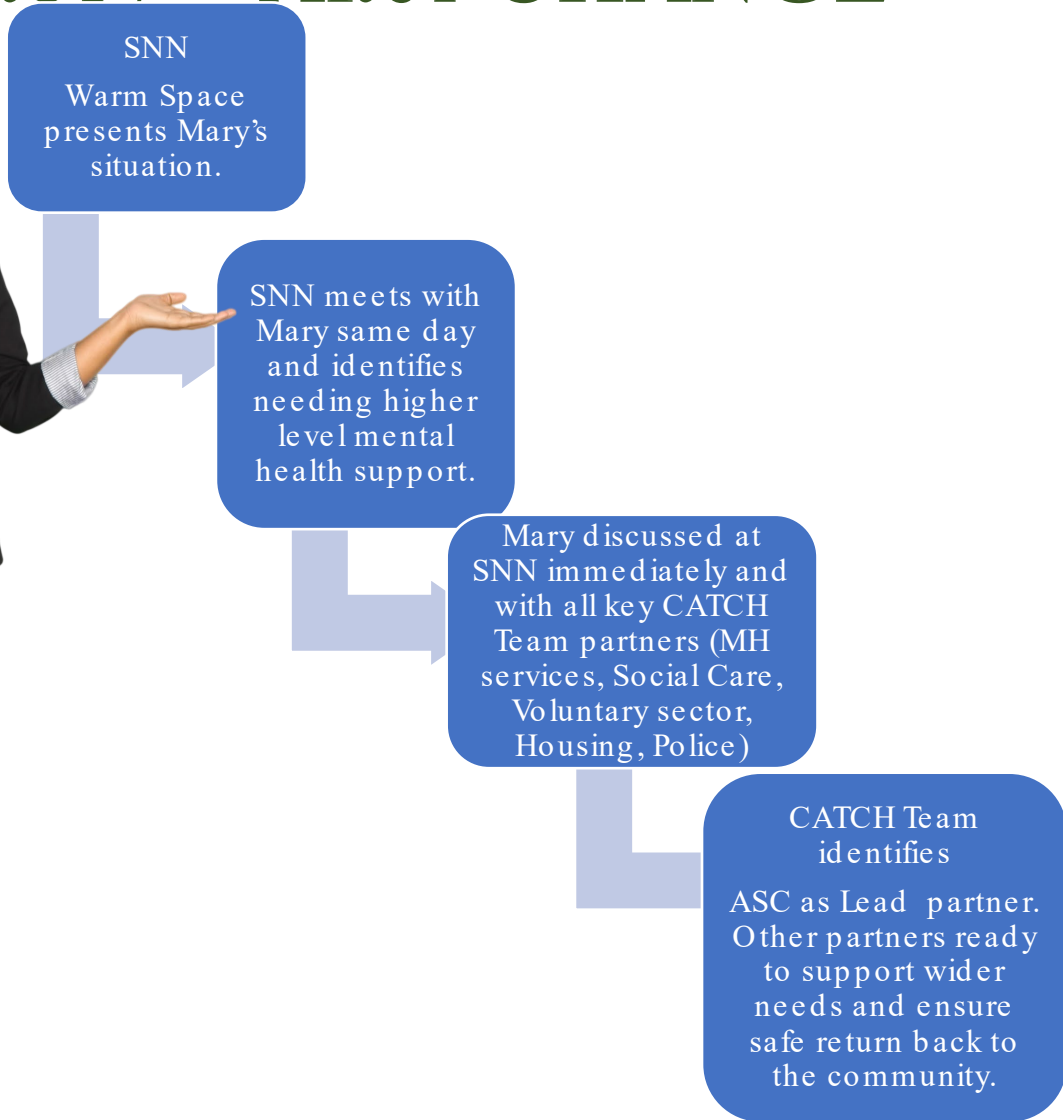 SNN
Warm Space
presents Mary’s
situation.
SNN meets with
Mary same day
and identifies
needing higher
level mental
health support.
Mary discussed at
SNN immediately and
with all key CATCH
Team partners (MH
services, Social Care,
Voluntary sector,
Housing, Police)
CATCH Team
identifies
ASC as Lead partner.
Other partners ready
to support wider
needs and ensure
safe return back to
the community.